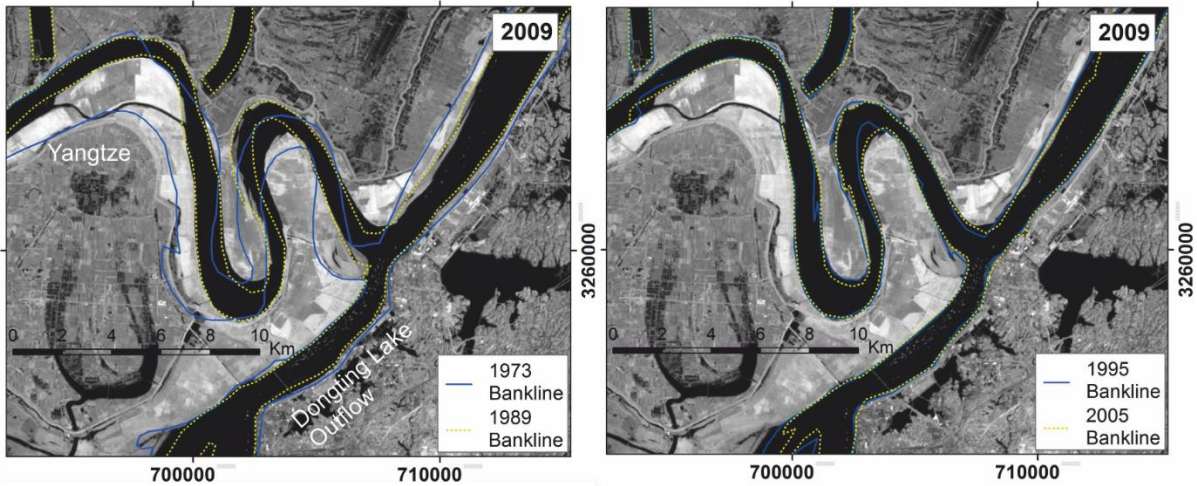 2009
Yangtze
0 2 4 6 8 10
Km
Dongting Lake
Outflow
1973
Bankline
1989
Bankline
3260000
700000
710000
2009
0 2 4 6 8 10
Km
1995
Bankline
2005
Bankline
3260000
700000
710000